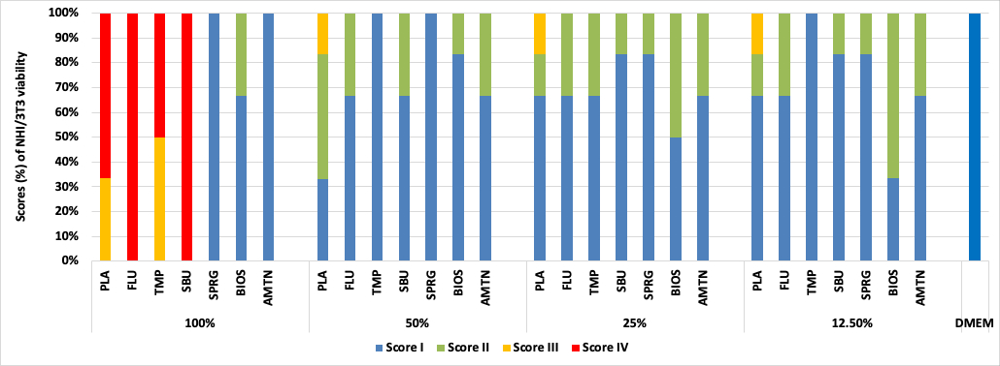 Scores (%) of NHI/3T3 viability
100%
90%
80%
70%
60%
50%
40%
30%
20%
10%
0%
PLA FLU TMP SBU SPRG BIOS AMTN PLA FLU TMP SBU SPRG BIOS AMTN PLA FLU TMP SBU SPRG BIOS AMTN PLA FLU TMP SBU SPRG BIOS AMTN
100% 50% 25% 12.50% DMEM
Score I Score II Score III Score IV